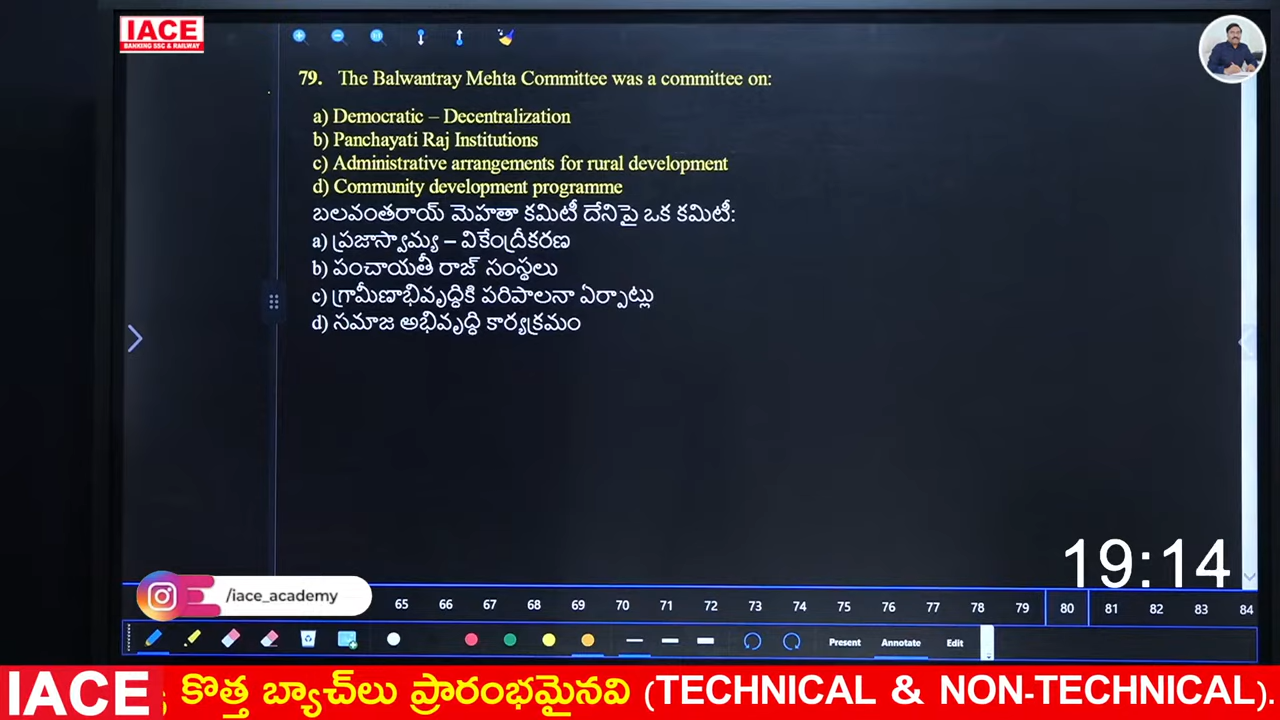 IACE
BANKING SSC & RAILWAY
79. The Balwantray Mehta Committee was a committee on:
a) Democratic – Decentralization
b) Panchayati Raj Institutions
c) Administrative arrangements for rural development
d) Community development programme
బలవంతరాయ్ మెహతా కమిటీ దేనిపై ఒక కమిటీ:
a) ప్రజాస్వామ్య – వికేంద్రీకరణ
b) పంచాయతీ రాజ్ సంస్థలు
c) గ్రామీణాభివృద్ధికి పరిపాలనా ఏర్పాట్లు
d) సమాజ అభివృద్ధి కార్యక్రమం
19:14
/iace_academy
65 66 67 68 69 70 71 72 73 74 75 76 77 78 79 80 81 82 83 84
Present Annotate Edit
IACE కొత్త బ్యాచ్‌లు ప్రారంభమైనవి (TECHNICAL & NON-TECHNICAL).